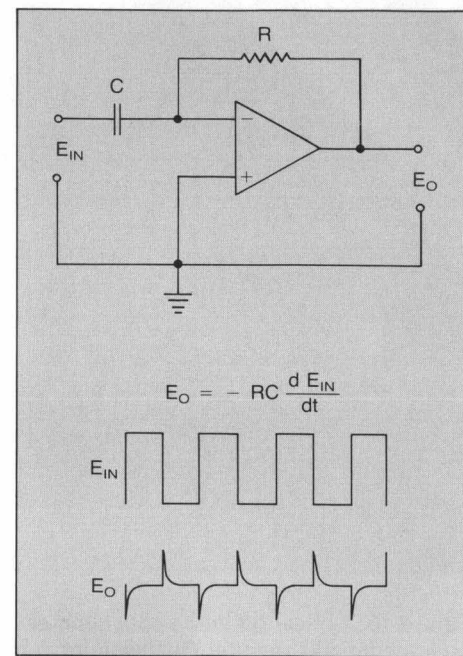 R
C
−
+
E_IN
E_O
E_O = − RC d E_IN / dt
E_IN
E_O